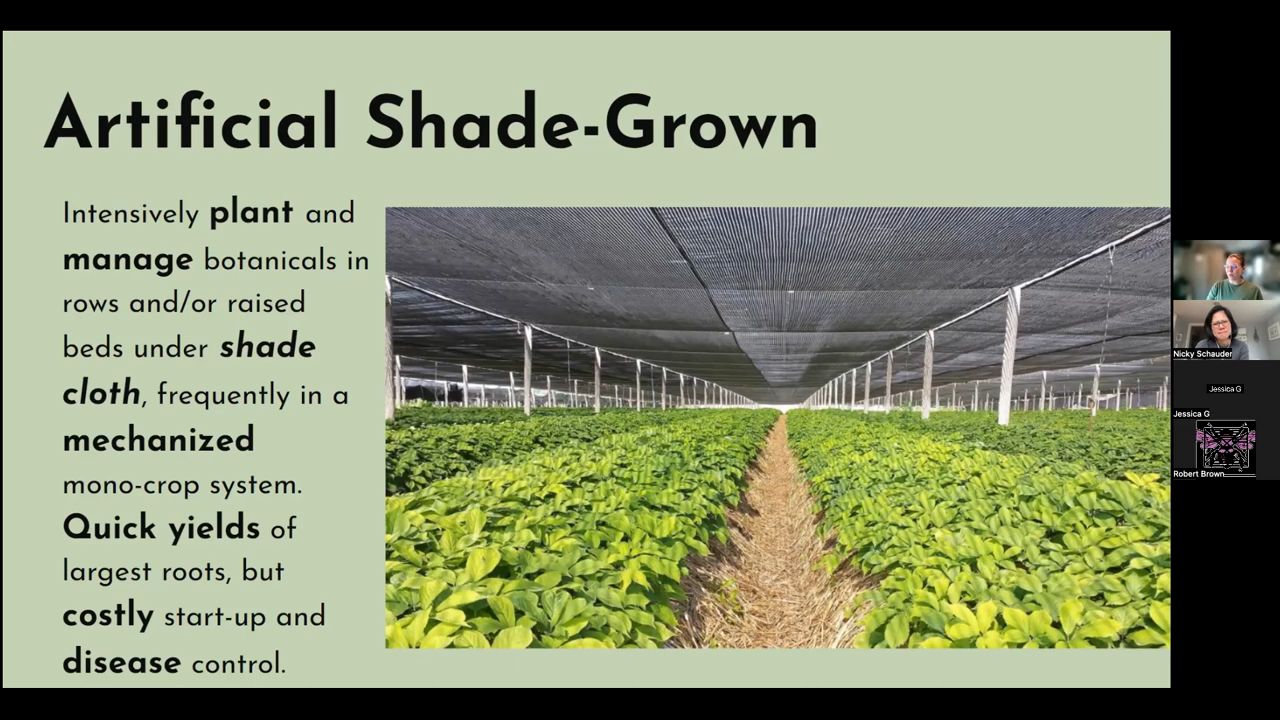 Artificial Shade-Grown
Intensively plant and
manage botanicals in
rows and/or raised
beds under shade
cloth, frequently in a
mechanized
mono-crop system.
Quick yields of
largest roots, but
costly start-up and
disease control.
Nicky Schauder
Jessica G
Jessica G
Robert Brown